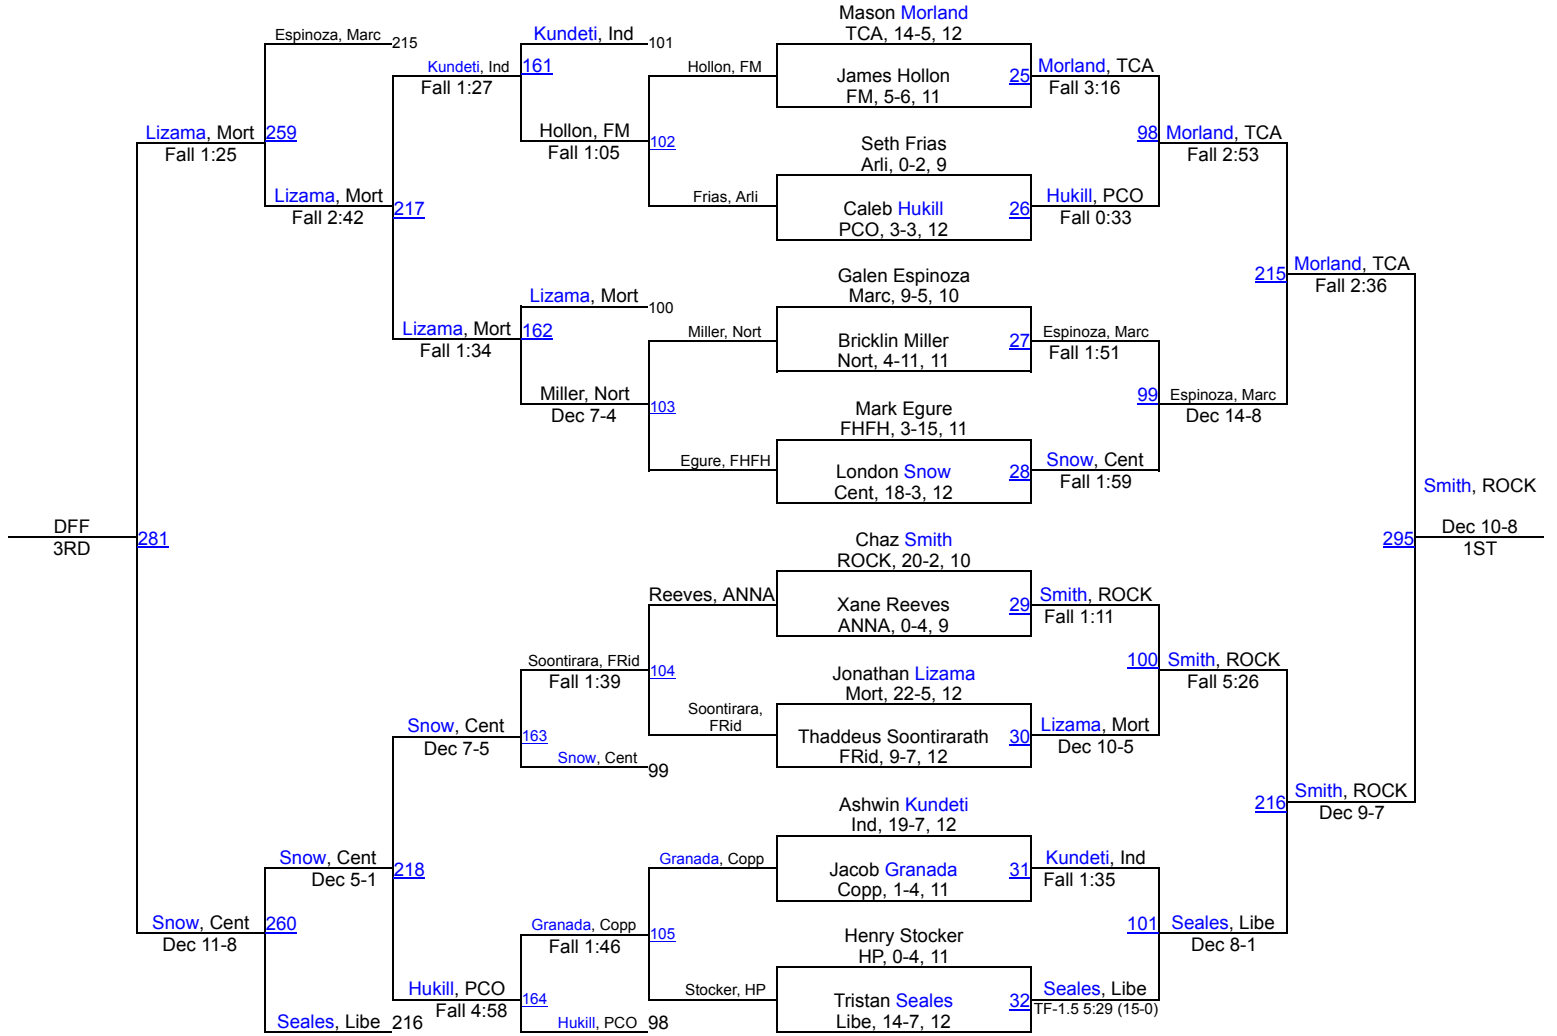 Mason Morland
TCA, 14-5, 12
Espinoza, Marc 215
Kundeti, Ind 101
Kundeti, Ind 161
Fall 1:27
Hollon, FM
James Hollon
FM, 5-6, 11
25 Morland, TCA
Fall 3:16
Lizama, Mort 259
Fall 1:25
Hollon, FM 102
Fall 1:05
Seth Frias
Arli, 0-2, 9
98 Morland, TCA
Fall 2:53
Lizama, Mort 217
Fall 2:42
Frias, Arli
Caleb Hukill
PCO, 3-3, 12
26 Hukill, PCO
Fall 0:33
Galen Espinoza
Marc, 9-5, 10
215 Morland, TCA
Fall 2:36
Lizama, Mort 100
Lizama, Mort 162
Fall 1:34
Miller, Nort
Bricklin Miller
Nort, 4-11, 11
27 Espinoza, Marc
Fall 1:51
Miller, Nort 103
Dec 7-4
Mark Egure
FHFH, 3-15, 11
99 Espinoza, Marc
Dec 14-8
Egure, FHFH
London Snow
Cent, 18-3, 12
28 Snow, Cent
Fall 1:59
Smith, ROCK
DFF 281
3RD
Chaz Smith
ROCK, 20-2, 10
295 Dec 10-8
1ST
Reeves, ANNA
Xane Reeves
ANNA, 0-4, 9
29 Smith, ROCK
Fall 1:11
Soontirara, FRid 104
Fall 1:39
Jonathan Lizama
Mort, 22-5, 12
100 Smith, ROCK
Fall 5:26
Snow, Cent 163
Dec 7-5
Soontirara,
FRid
Thaddeus Soontirarath
FRid, 9-7, 12
30 Lizama, Mort
Dec 10-5
Snow, Cent 99
Ashwin Kundeti
Ind, 19-7, 12
216 Smith, ROCK
Dec 9-7
Snow, Cent 218
Dec 5-1
Granada, Copp
Jacob Granada
Copp, 1-4, 11
31 Kundeti, Ind
Fall 1:35
Snow, Cent 260
Dec 11-8
Granada, Copp 105
Fall 1:46
Henry Stocker
HP, 0-4, 11
101 Seales, Libe
Dec 8-1
Hukill, PCO 164
Fall 4:58
Stocker, HP
Tristan Seales
Libe, 14-7, 12
32 Seales, Libe
TF-1.5 5:29 (15-0)
Seales, Libe 216
Hukill, PCO 98